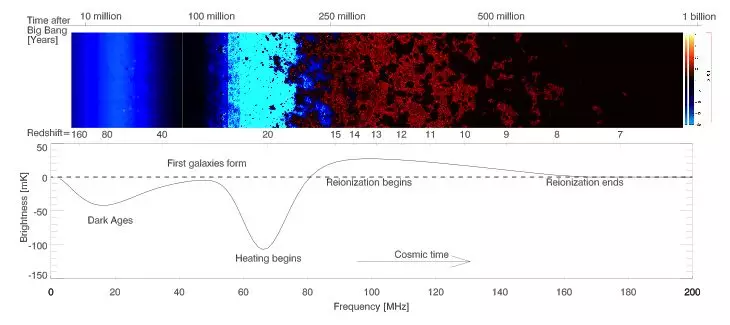 Time after
Big Bang
[Years]
10 million 100 million 250 million 500 million 1 billion
Redshift= 160 80 40 20 15 14 13 12 11 10 9 8 7
50
0
-50
-100
-150
Brightness [mK]
First galaxies form
Dark Ages
Heating begins
Reionization begins
Reionization ends
Cosmic time
0 20 40 60 80 100 120 140 160 180 200
Frequency [MHz]